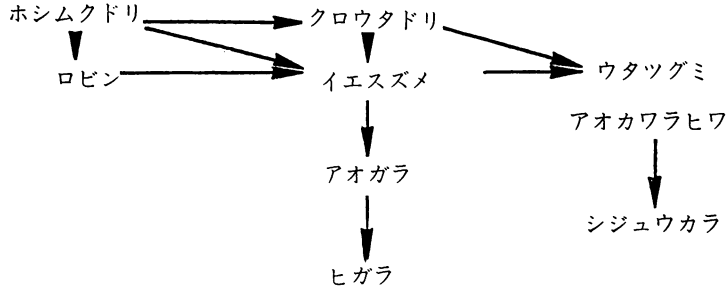 ホシムクドリ
クロウタドリ
ロビン
イエスズメ
ウタツグミ
アオカワラヒワ
アオガラ
シジュウカラ
ヒガラ